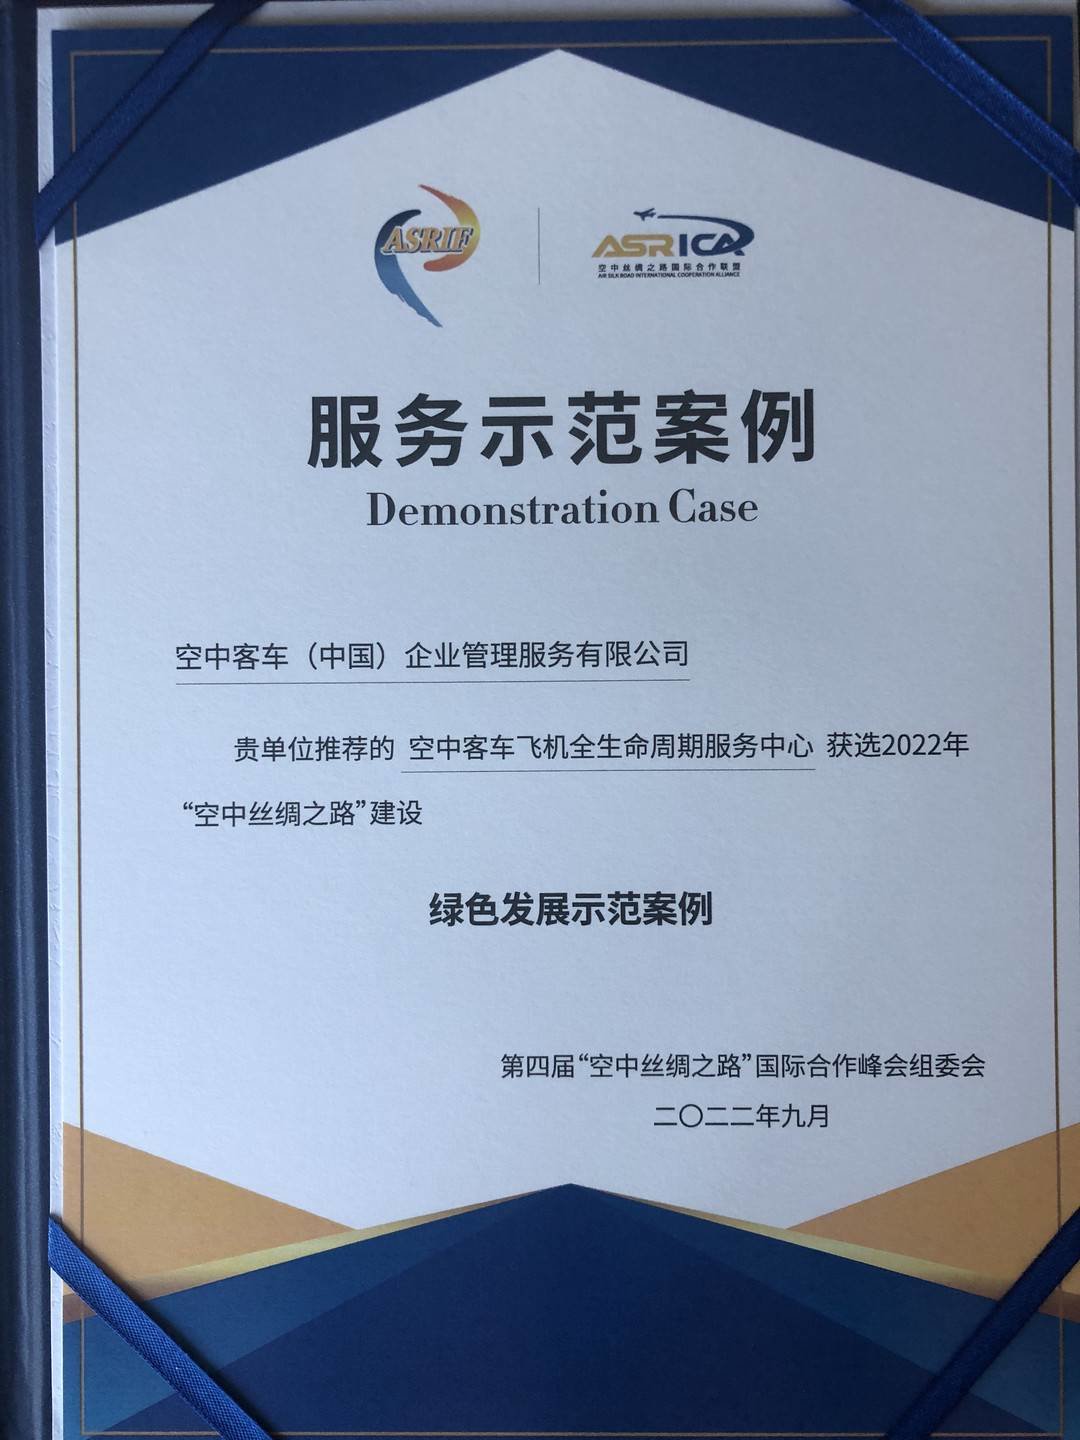 ASRIF
ASRICA
空中丝绸之路国际合作联盟
AIR SILK ROAD INTERNATIONAL COOPERATION ALLIANCE
服务示范案例
Demonstration Case
空中客车（中国）企业管理服务有限公司
贵单位推荐的 空中客车飞机全生命周期服务中心 获选2022年
“空中丝绸之路”建设
绿色发展示范案例
第四届“空中丝绸之路”国际合作峰会组委会
二〇二二年九月